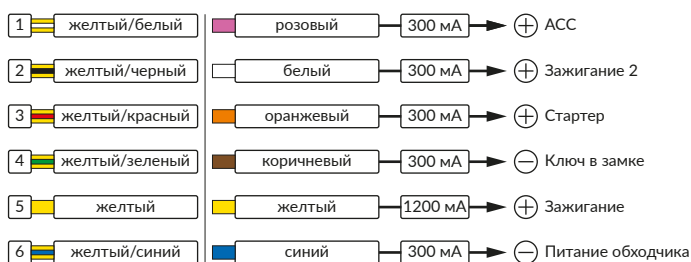 1 желтый/белый розовый 300 мА + ACC
2 желтый/черный белый 300 мА + Зажигание 2
3 желтый/красный оранжевый 300 мА + Стартер
4 желтый/зеленый коричневый 300 мА − Ключ в замке
5 желтый желтый 1200 мА + Зажигание
6 желтый/синий синий 300 мА − Питание обходчика